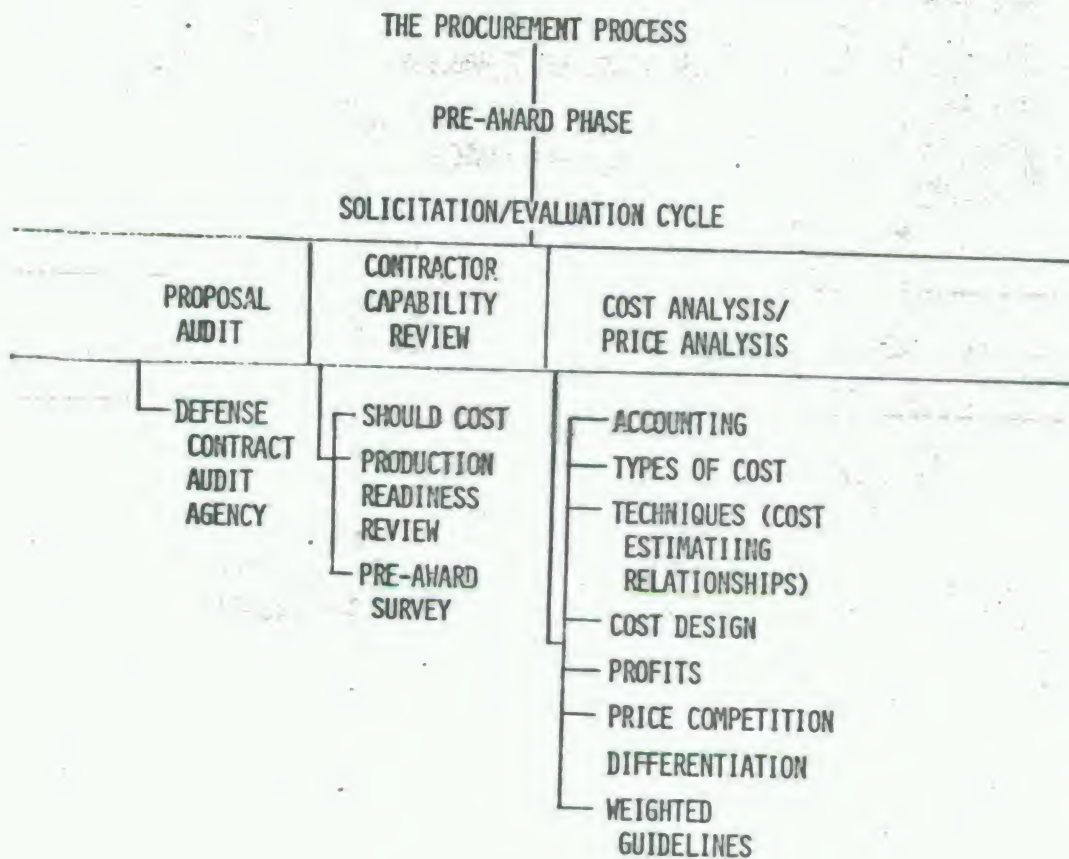 THE PROCUREMENT PROCESS
PRE-AWARD PHASE
SOLICITATION/EVALUATION CYCLE
PROPOSAL
AUDIT
CONTRACTOR
CAPABILITY
REVIEW
COST ANALYSIS/
PRICE ANALYSIS
DEFENSE
CONTRACT
AUDIT
AGENCY
SHOULD COST
PRODUCTION
READINESS
REVIEW
PRE-AWARD
SURVEY
ACCOUNTING
TYPES OF COST
TECHNIQUES (COST
ESTIMATIING
RELATIONSHIPS)
COST DESIGN
PROFITS
PRICE COMPETITION
DIFFERENTIATION
WEIGHTED
GUIDELINES